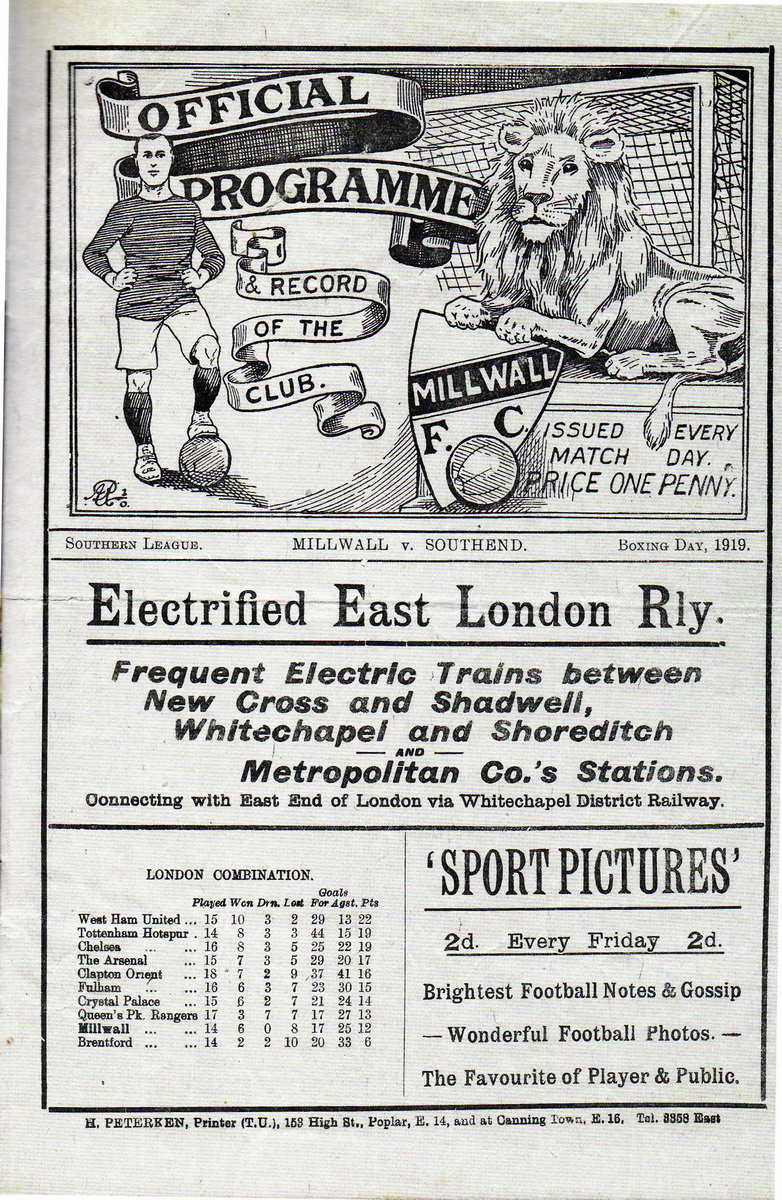 OFFICIAL
PROGRAMME
& RECORD
OF THE
CLUB.
MILLWALL
F. C.
ISSUED EVERY
MATCH DAY.
PRICE ONE PENNY.
SOUTHERN LEAGUE. MILLWALL v. SOUTHEND. BOXING DAY, 1919.
Electrified East London Rly.
Frequent Electric Trains between
New Cross and Shadwell,
Whitechapel and Shoreditch
— AND —
Metropolitan Co.'s Stations.
Connecting with East End of London via Whitechapel District Railway.
LONDON COMBINATION.
Goals
Played Won Drn. Lost For Agst. Pts
West Ham United ... 15 10 3 2 29 13 22
Tottenham Hotspur . 14 8 3 3 44 15 19
Chelsea ... ... 16 8 3 5 25 22 19
The Arsenal ... 15 7 3 5 29 20 17
Clapton Orient ... 18 7 2 9 37 41 16
Fulham ... ... 16 6 3 7 23 30 15
Crystal Palace ... 15 6 2 7 21 24 14
Queen's Pk. Rangers 17 3 7 7 17 27 13
Millwall ... ... 14 6 0 8 17 25 12
Brentford ... ... 14 2 2 10 20 33 6
'SPORT PICTURES'
2d. Every Friday 2d.
Brightest Football Notes & Gossip
— Wonderful Football Photos. —
The Favourite of Player & Public.
H. PETERKEN, Printer (T.U.), 153 High St., Poplar, E. 14, and at Canning Town, E. 16. Tel. 3358 East